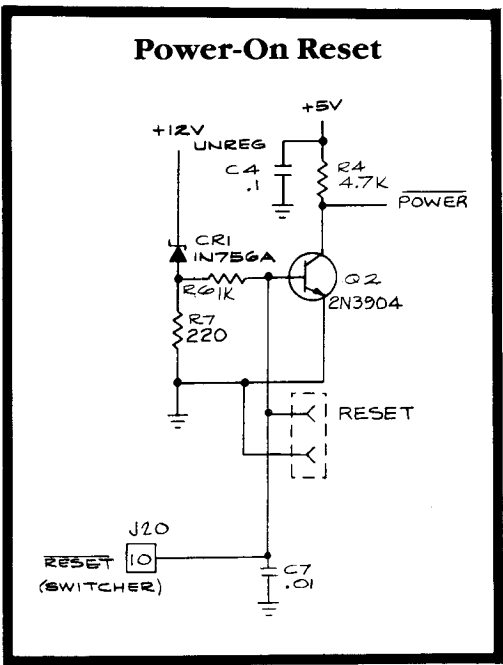 Power-On Reset
+5V
+12V
UNREG
C4
.1
R4
4.7K
POWER
CR1
1N756A
R6 1K
Q2
2N3904
R7
220
RESET
J20
RESET
10
(SWITCHER)
C7
.01